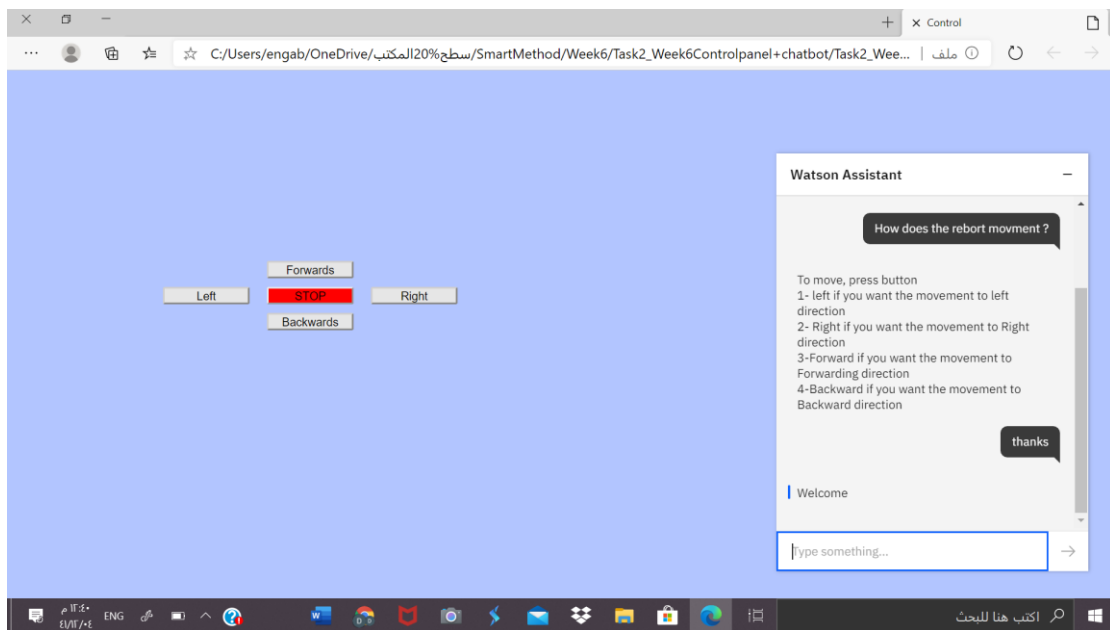 Control
C:/Users/engab/OneDrive/سطح%20المكتب/SmartMethod/Week6/Task2_Week6Controlpanel+chatbot/Task2_Wee... | ملف
Forwards
Left STOP Right
Backwards
Watson Assistant
How does the rebort movment ?
To move, press button
1- left if you want the movement to left
direction
2- Right if you want the movement to Right
direction
3-Forward if you want the movement to
Forwarding direction
4-Backward if you want the movement to
Backward direction
thanks
Welcome
Type something...
ENG
اكتب هنا للبحث